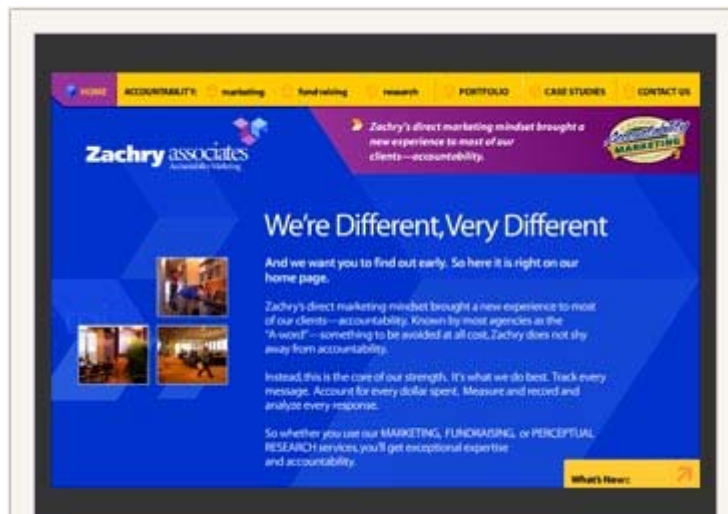 HOME ACCOUNTABILITY: marketing fundraising research PORTFOLIO CASE STUDIES CONTACT US
Zachry associates
Accountability Marketing
Zachry's direct marketing mindset brought a
new experience to most of our
clients—accountability.
Accountability
MARKETING
We're Different, Very Different
And we want you to find out early. So here it is right on our
home page.
Zachry's direct marketing mindset brought a new experience to most
of our clients—accountability. Known by most agencies as the
"A-word"—something to be avoided at all cost, Zachry does not shy
away from accountability.
Instead, this is the core of our strength. It's what we do best. Track every
message. Account for every dollar spent. Measure and record and
analyze every response.
So whether you use our MARKETING, FUNDRAISING, or PERCEPTUAL
RESEARCH services, you'll get exceptional expertise
and accountability.
What's New: